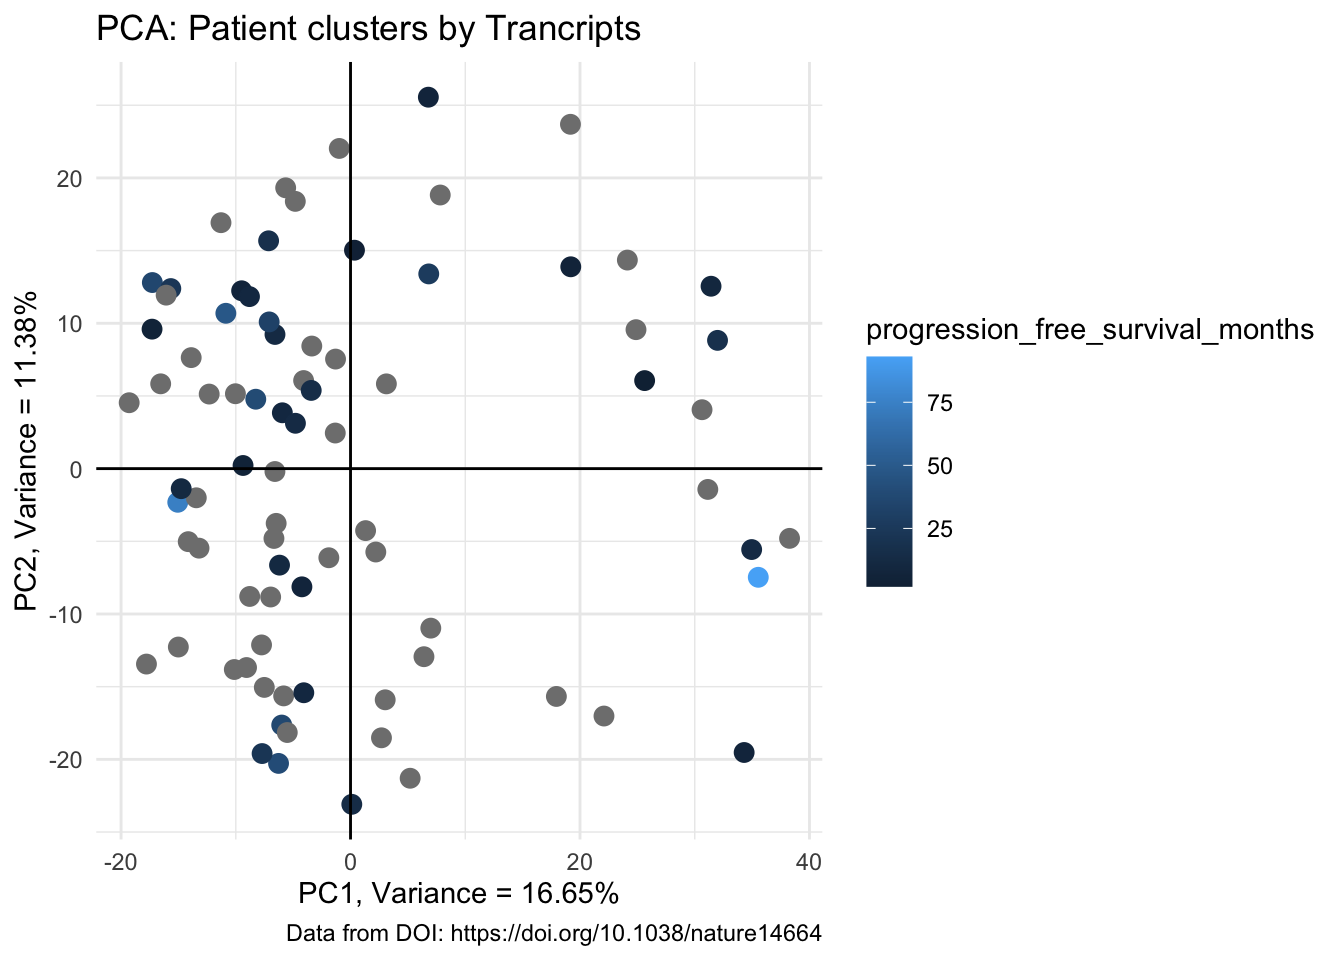 PCA: Patient clusters by Trancripts
PC2, Variance = 11.38%
20
10
0
-10
-20
-20 0 20 40
PC1, Variance = 16.65%
Data from DOI: https://doi.org/10.1038/nature14664
progression_free_survival_months
75
50
25